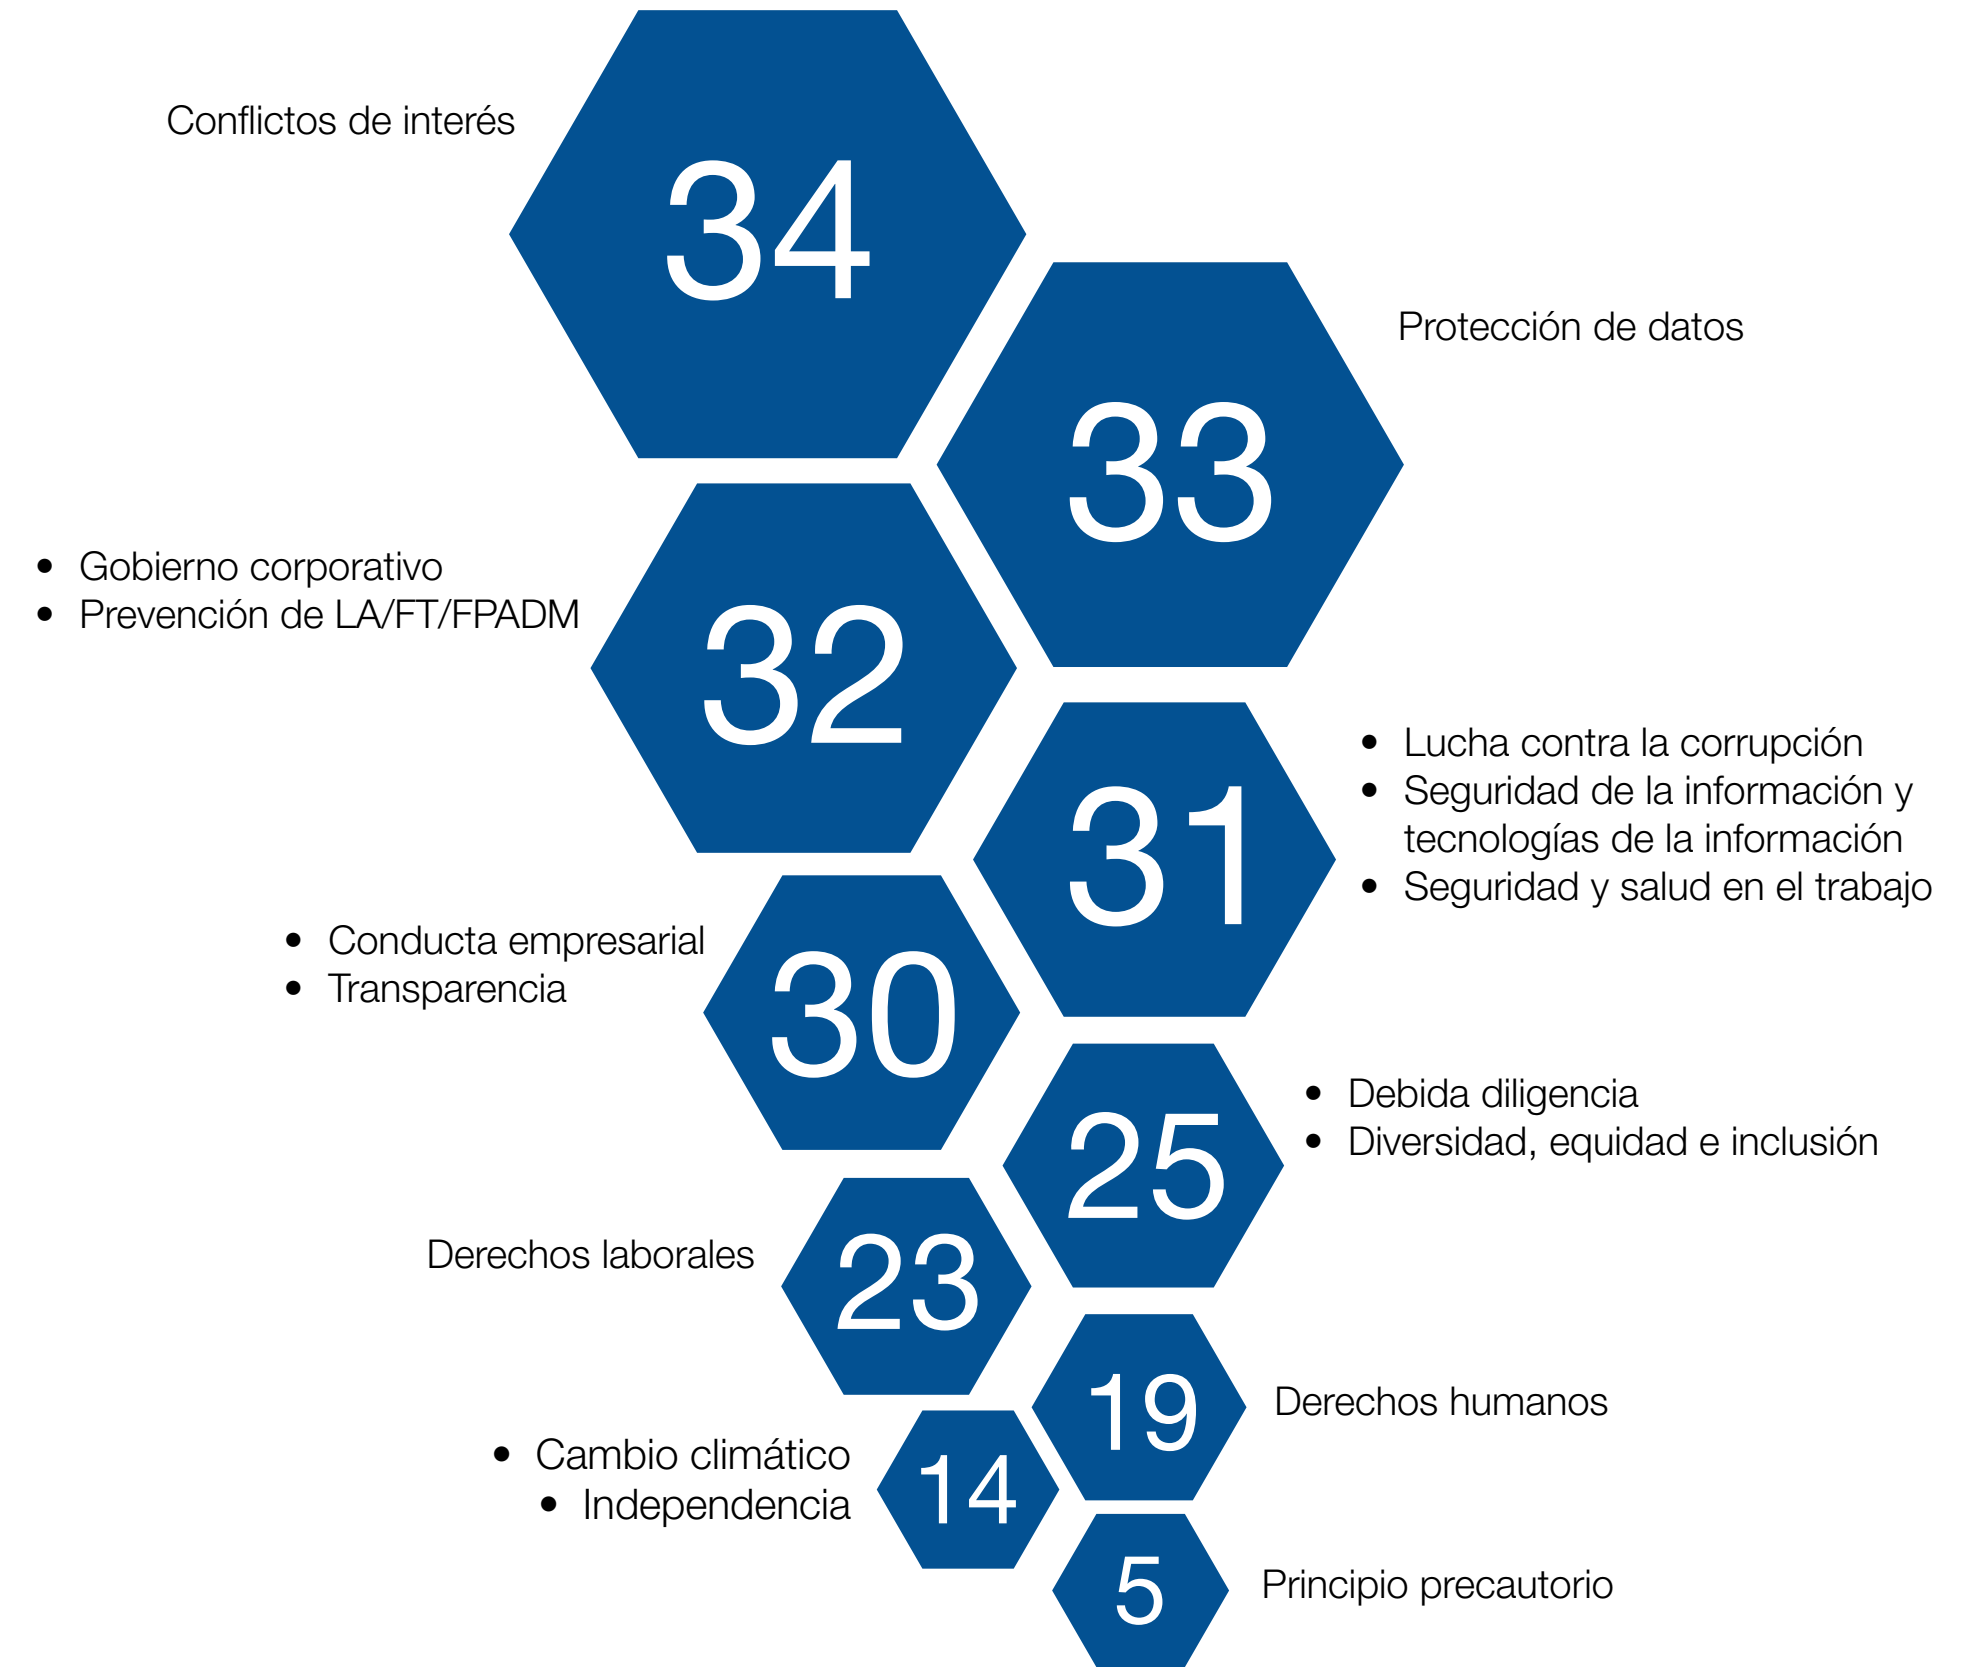 Conflictos de interés
34
Protección de datos
33
• Gobierno corporativo
• Prevención de LA/FT/FPADM
32
• Lucha contra la corrupción
• Seguridad de la información y
tecnologías de la información
• Seguridad y salud en el trabajo
31
• Conducta empresarial
• Transparencia
30
• Debida diligencia
• Diversidad, equidad e inclusión
25
Derechos laborales
23
Derechos humanos
19
• Cambio climático
• Independencia
14
Principio precautorio
5